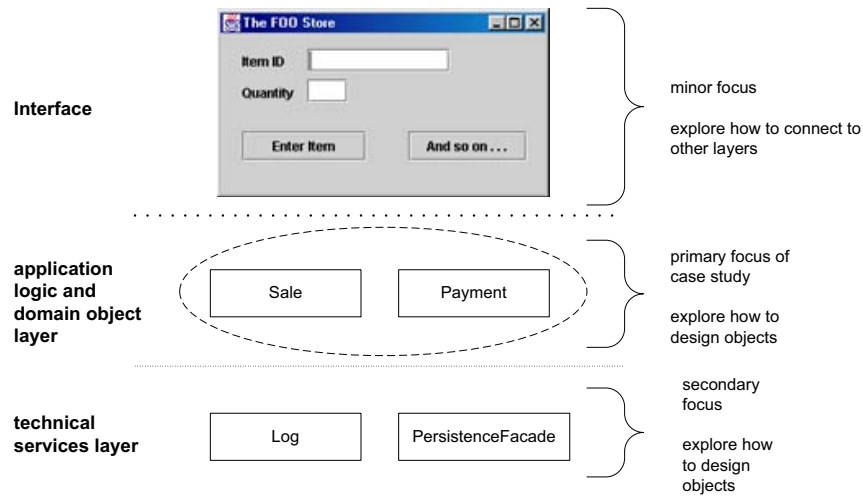 The FOO Store
Item ID
Quantity
Enter Item
And so on . . .
Interface
minor focus
explore how to connect to
other layers
application
logic and
domain object
layer
Sale
Payment
primary focus of
case study
explore how to
design objects
technical
services layer
Log
PersistenceFacade
secondary
focus
explore how
to design
objects